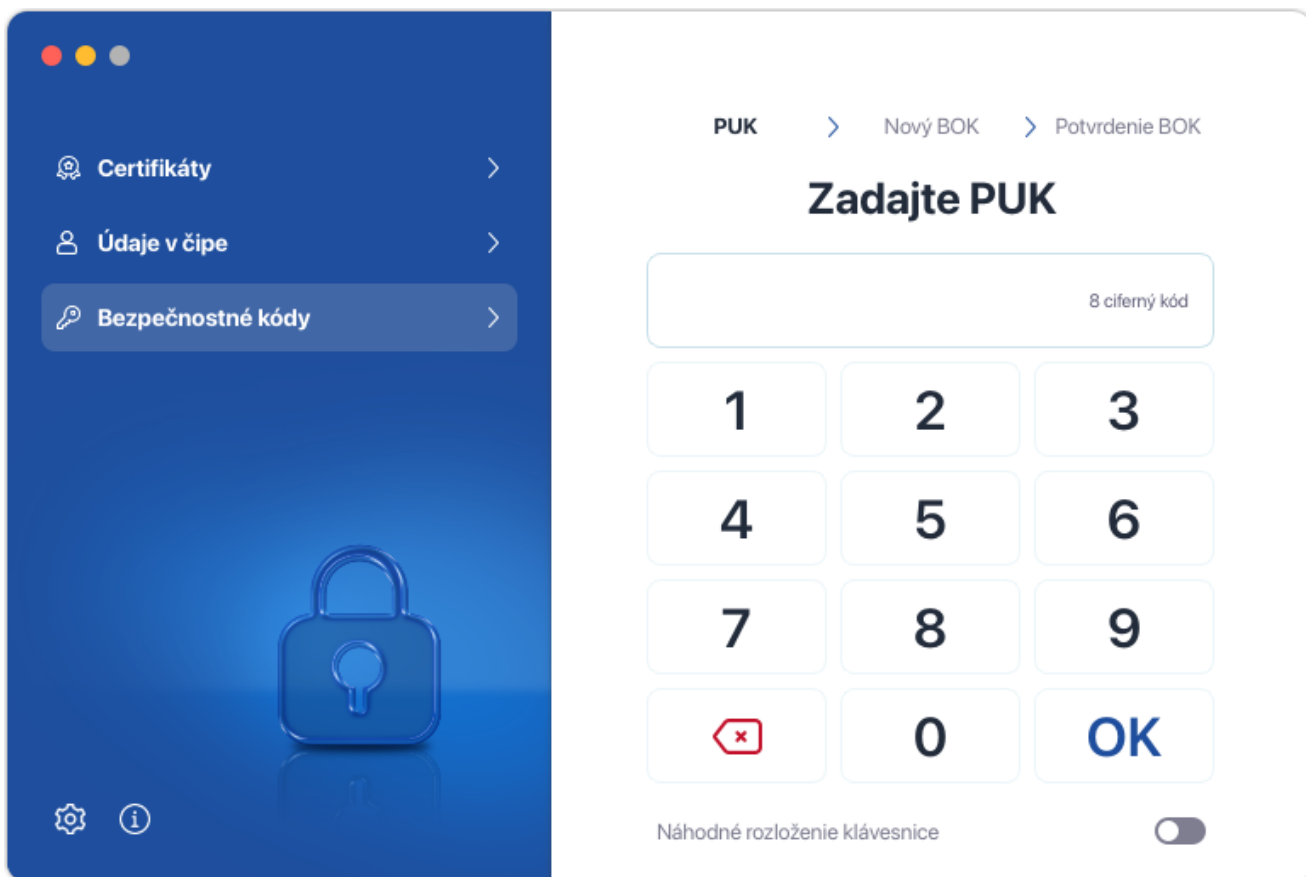 Certifikáty
Údaje v čipe
Bezpečnostné kódy
PUK
Nový BOK
Potvrdenie BOK
Zadajte PUK
8 ciferný kód
1 2 3
4 5 6
7 8 9
0 OK
Náhodné rozloženie klávesnice